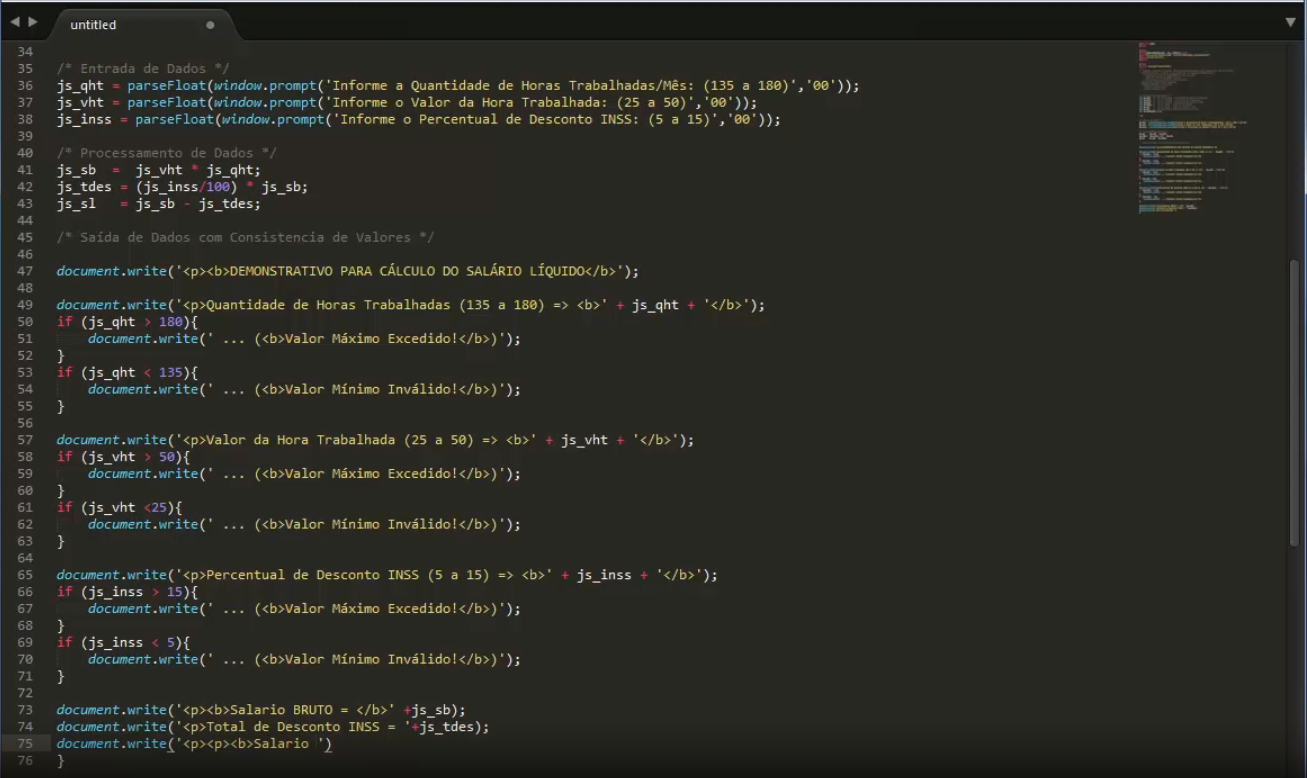 untitled
34
35 /* Entrada de Dados */
36 js_qht = parseFloat(window.prompt('Informe a Quantidade de Horas Trabalhadas/Mês: (135 a 180)','00'));
37 js_vht = parseFloat(window.prompt('Informe o Valor da Hora Trabalhada: (25 a 50)','00'));
38 js_inss = parseFloat(window.prompt('Informe o Percentual de Desconto INSS: (5 a 15)','00'));
39
40 /* Processamento de Dados */
41 js_sb  =  js_vht * js_qht;
42 js_tdes = (js_inss/100) * js_sb;
43 js_sl   = js_sb - js_tdes;
44
45 /* Saída de Dados com Consistencia de Valores */
46
47 document.write('<p><b>DEMONSTRATIVO PARA CÁLCULO DO SALÁRIO LÍQUIDO</b>');
48
49 document.write('<p>Quantidade de Horas Trabalhadas (135 a 180) => <b>' + js_qht + '</b>');
50 if (js_qht > 180){
51     document.write(' ... (<b>Valor Máximo Excedido!</b>)');
52 }
53 if (js_qht < 135){
54     document.write(' ... (<b>Valor Mínimo Inválido!</b>)');
55 }
56
57 document.write('<p>Valor da Hora Trabalhada (25 a 50) => <b>' + js_vht + '</b>');
58 if (js_vht > 50){
59     document.write(' ... (<b>Valor Máximo Excedido!</b>)');
60 }
61 if (js_vht <25){
62     document.write(' ... (<b>Valor Mínimo Inválido!</b>)');
63 }
64
65 document.write('<p>Percentual de Desconto INSS (5 a 15) => <b>' + js_inss + '</b>');
66 if (js_inss > 15){
67     document.write(' ... (<b>Valor Máximo Excedido!</b>)');
68 }
69 if (js_inss < 5){
70     document.write(' ... (<b>Valor Mínimo Inválido!</b>)');
71 }
72
73 document.write('<p><b>Salario BRUTO = </b>' +js_sb);
74 document.write('<p>Total de Desconto INSS = '+js_tdes);
75 document.write('<p><p><b>Salario ')
76 }